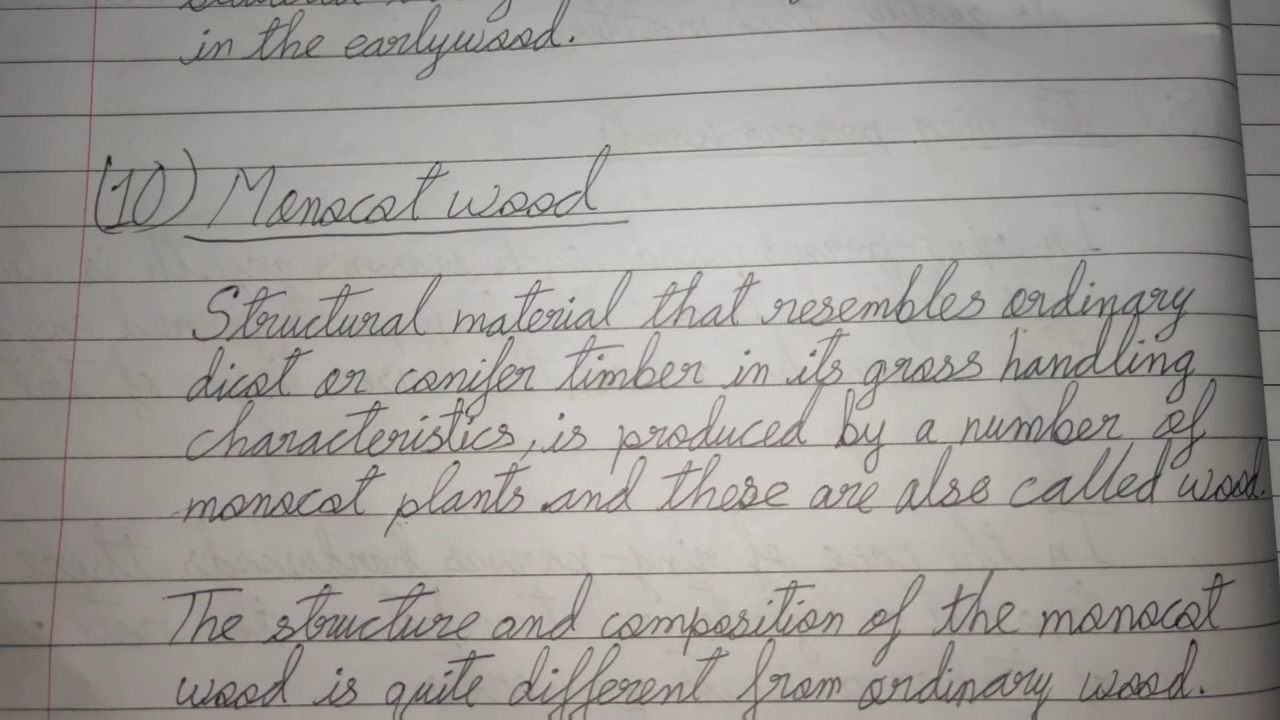 in the earlywood.
(10) Monocot wood
Structural material that resembles ordinary
dicot or conifer timber in its gross handling
characteristics, is produced by a number of
monocot plants and these are also called wood.
The structure and composition of the monocot
wood is quite different from ordinary wood.